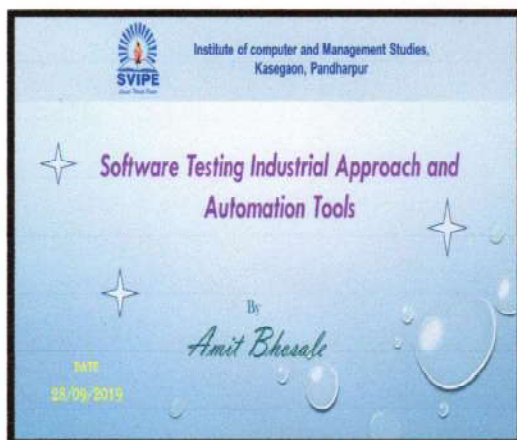 SVIPE
Institute of computer and Management Studies,
Kasegaon, Pandharpur
Software Testing Industrial Approach and
Automation Tools
By
Amit Bhosale
DATE
28/09/2019